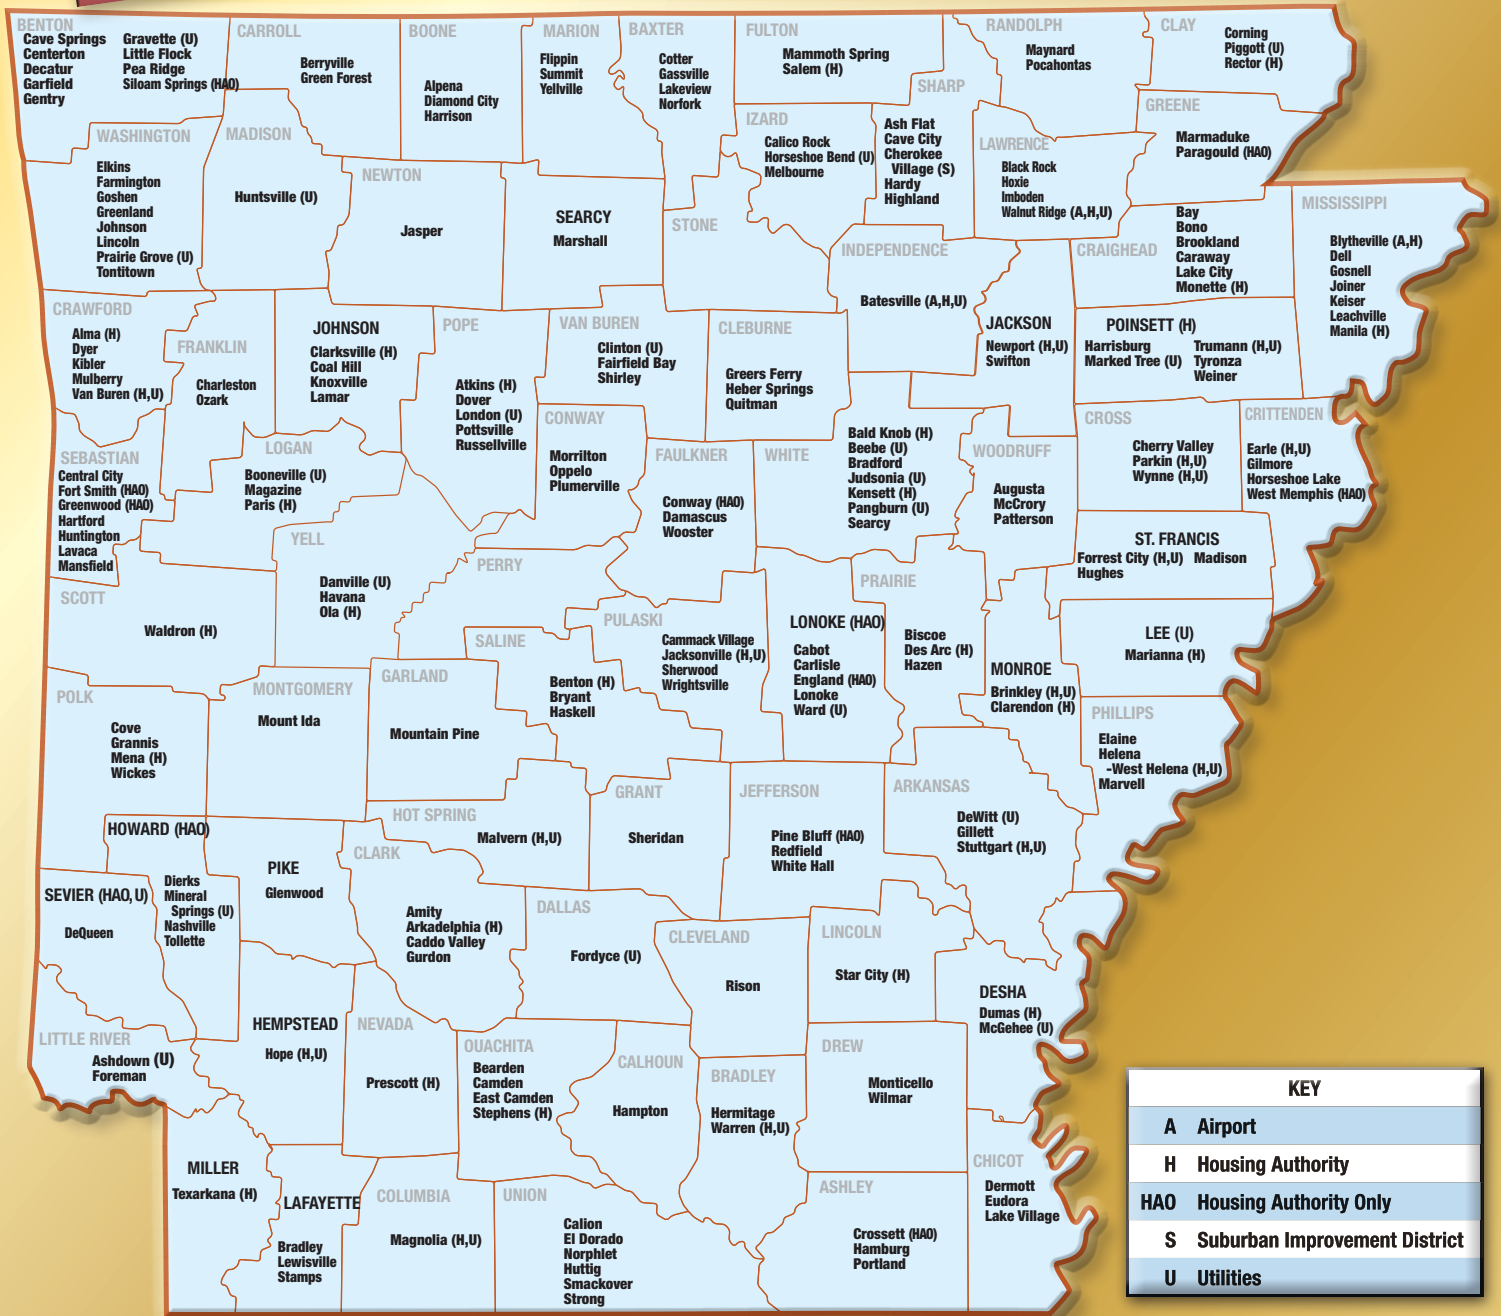 BENTON
Cave Springs
Centerton
Decatur
Garfield
Gentry
Gravette (U)
Little Flock
Pea Ridge
Siloam Springs (HAO)
CARROLL
Berryville
Green Forest
BOONE
Alpena
Diamond City
Harrison
MARION
Flippin
Summit
Yellville
BAXTER
Cotter
Gassville
Lakeview
Norfork
FULTON
Mammoth Spring
Salem (H)
SHARP
Ash Flat
Cave City
Cherokee
Village (S)
Hardy
Highland
RANDOLPH
Maynard
Pocahontas
CLAY
Corning
Piggott (U)
Rector (H)
GREENE
Marmaduke
Paragould (HAO)
WASHINGTON
Elkins
Farmington
Goshen
Greenland
Johnson
Lincoln
Prairie Grove (U)
Tontitown
MADISON
Huntsville (U)
NEWTON
Jasper
SEARCY
Marshall
STONE
IZARD
Calico Rock
Horseshoe Bend (U)
Melbourne
LAWRENCE
Black Rock
Hoxie
Imboden
Walnut Ridge (A,H,U)
INDEPENDENCE
Batesville (A,H,U)
CRAIGHEAD
Bay
Bono
Brookland
Caraway
Lake City
Monette (H)
MISSISSIPPI
Blytheville (A,H)
Dell
Gosnell
Joiner
Keiser
Leachville
Manila (H)
CRAWFORD
Alma (H)
Dyer
Kibler
Mulberry
Van Buren (H,U)
FRANKLIN
Charleston
Ozark
JOHNSON
Clarksville (H)
Coal Hill
Knoxville
Lamar
POPE
Atkins (H)
Dover
London (U)
Pottsville
Russellville
VAN BUREN
Clinton (U)
Fairfield Bay
Shirley
CLEBURNE
Greers Ferry
Heber Springs
Quitman
JACKSON
Newport (H,U)
Swifton
POINSETT (H)
Harrisburg
Marked Tree (U)
Trumann (H,U)
Tyronza
Weiner
SEBASTIAN
Central City
Fort Smith (HAO)
Greenwood (HAO)
Hartford
Huntington
Lavaca
Mansfield
LOGAN
Booneville (U)
Magazine
Paris (H)
CONWAY
Morrilton
Oppelo
Plumerville
FAULKNER
Conway (HAO)
Damascus
Wooster
WHITE
Bald Knob (H)
Beebe (U)
Bradford
Judsonia (U)
Kensett (H)
Pangburn (U)
Searcy
WOODRUFF
Augusta
McCrory
Patterson
CROSS
Cherry Valley
Parkin (H,U)
Wynne (H,U)
CRITTENDEN
Earle (H,U)
Gilmore
Horseshoe Lake
West Memphis (HAO)
ST. FRANCIS
Forrest City (H,U)
Hughes
Madison
SCOTT
Waldron (H)
YELL
Danville (U)
Havana
Ola (H)
PERRY
SALINE
Benton (H)
Bryant
Haskell
PULASKI
Cammack Village
Jacksonville (H,U)
Sherwood
Wrightsville
LONOKE (HAO)
Cabot
Carlisle
England (HAO)
Lonoke
Ward (U)
PRAIRIE
Biscoe
Des Arc (H)
Hazen
MONROE
Brinkley (H,U)
Clarendon (H)
LEE (U)
Marianna (H)
PHILLIPS
Elaine
Helena
-West Helena (H,U)
Marvell
POLK
Cove
Grannis
Mena (H)
Wickes
MONTGOMERY
Mount Ida
GARLAND
Mountain Pine
HOT SPRING
Malvern (H,U)
GRANT
Sheridan
JEFFERSON
Pine Bluff (HAO)
Redfield
White Hall
ARKANSAS
DeWitt (U)
Gillett
Stuttgart (H,U)
HOWARD (HAO)
Dierks
Mineral
Springs (U)
Nashville
Tollette
SEVIER (HAO, U)
DeQueen
PIKE
Glenwood
CLARK
Amity
Arkadelphia (H)
Caddo Valley
Gurdon
DALLAS
Fordyce (U)
CLEVELAND
Rison
LINCOLN
Star City (H)
DESHA
Dumas (H)
McGehee (U)
LITTLE RIVER
Ashdown (U)
Foreman
HEMPSTEAD
Hope (H,U)
NEVADA
Prescott (H)
OUACHITA
Bearden
Camden
East Camden
Stephens (H)
CALHOUN
Hampton
BRADLEY
Hermitage
Warren (H,U)
DREW
Monticello
Wilmar
CHICOT
Dermott
Eudora
Lake Village
MILLER
Texarkana (H)
LAFAYETTE
Bradley
Lewisville
Stamps
COLUMBIA
Magnolia (H,U)
UNION
Calion
El Dorado
Norphlet
Huttig
Smackover
Strong
ASHLEY
Crossett (HAO)
Hamburg
Portland
KEY
A Airport
H Housing Authority
HAO Housing Authority Only
S Suburban Improvement District
U Utilities